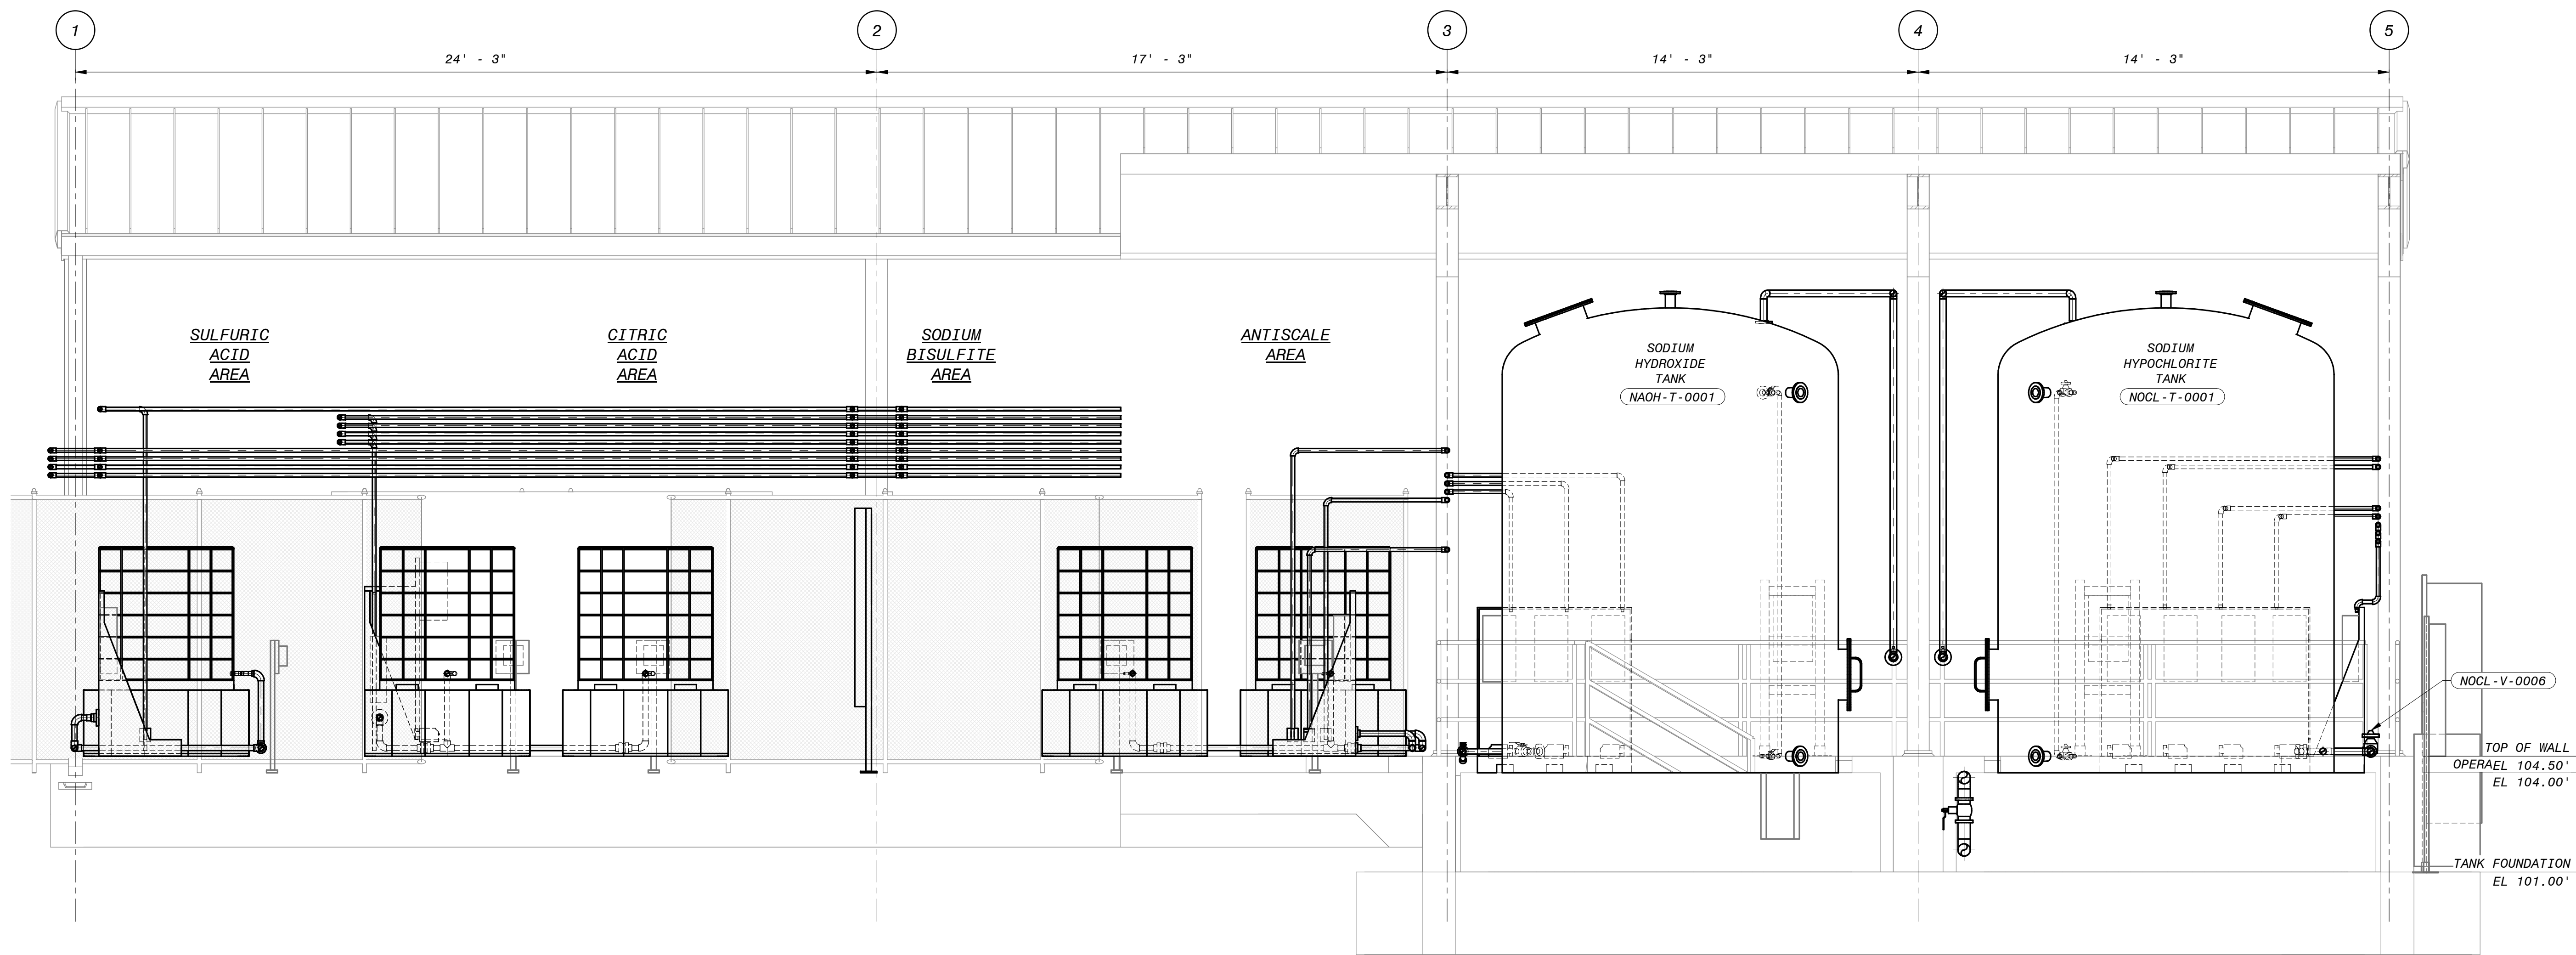 1
2
3
4
5
24' - 3"
17' - 3"
14' - 3"
14' - 3"
SULFURIC
ACID
AREA
CITRIC
ACID
AREA
SODIUM
BISULFITE
AREA
ANTISCALE
AREA
SODIUM
HYDROXIDE
TANK
NAOH-T-0001
SODIUM
HYPOCHLORITE
TANK
NOCL-T-0001
NOCL-V-0006
TOP OF WALL
OPERAEL 104.50'
EL 104.00'
TANK FOUNDATION
EL 101.00'